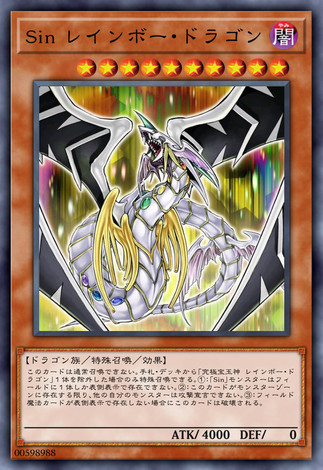 Sin レインボー・ドラゴン
やみ
闇
【ドラゴン族／特殊召喚／効果】
このカードは通常召喚できない。手札・デッキから「究極宝玉神 レインボー・
ドラゴン」１体を除外した場合のみ特殊召喚できる。①：「Sin」モンスターはフィー
ルドに１体しか表側表示で存在できない。②：このカードがモンスターゾー
ンに存在する限り、他の自分のモンスターは攻撃宣言できない。③：フィールド
魔法カードが表側表示で存在しない場合にこのカードは破壊される。
ATK/ 4000 DEF/ 0
00598988